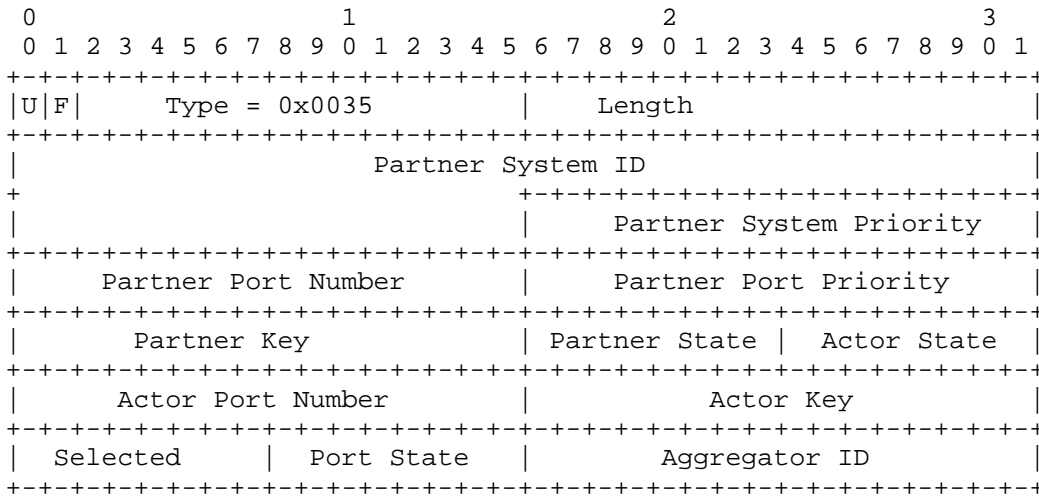 0                   1                   2                   3
 0 1 2 3 4 5 6 7 8 9 0 1 2 3 4 5 6 7 8 9 0 1 2 3 4 5 6 7 8 9 0 1
+-+-+-+-+-+-+-+-+-+-+-+-+-+-+-+-+-+-+-+-+-+-+-+-+-+-+-+-+-+-+-+-+
|U|F|     Type = 0x0035         |    Length                     |
+-+-+-+-+-+-+-+-+-+-+-+-+-+-+-+-+-+-+-+-+-+-+-+-+-+-+-+-+-+-+-+-+
|                      Partner System ID                        |
+                               +-+-+-+-+-+-+-+-+-+-+-+-+-+-+-+-+
|                               |     Partner System Priority   |
+-+-+-+-+-+-+-+-+-+-+-+-+-+-+-+-+-+-+-+-+-+-+-+-+-+-+-+-+-+-+-+-+
|     Partner Port Number       |     Partner Port Priority     |
+-+-+-+-+-+-+-+-+-+-+-+-+-+-+-+-+-+-+-+-+-+-+-+-+-+-+-+-+-+-+-+-+
|       Partner Key             | Partner State |  Actor State  |
+-+-+-+-+-+-+-+-+-+-+-+-+-+-+-+-+-+-+-+-+-+-+-+-+-+-+-+-+-+-+-+-+
|      Actor Port Number        |           Actor Key           |
+-+-+-+-+-+-+-+-+-+-+-+-+-+-+-+-+-+-+-+-+-+-+-+-+-+-+-+-+-+-+-+-+
|  Selected     |  Port State   |        Aggregator ID          |
+-+-+-+-+-+-+-+-+-+-+-+-+-+-+-+-+-+-+-+-+-+-+-+-+-+-+-+-+-+-+-+-+